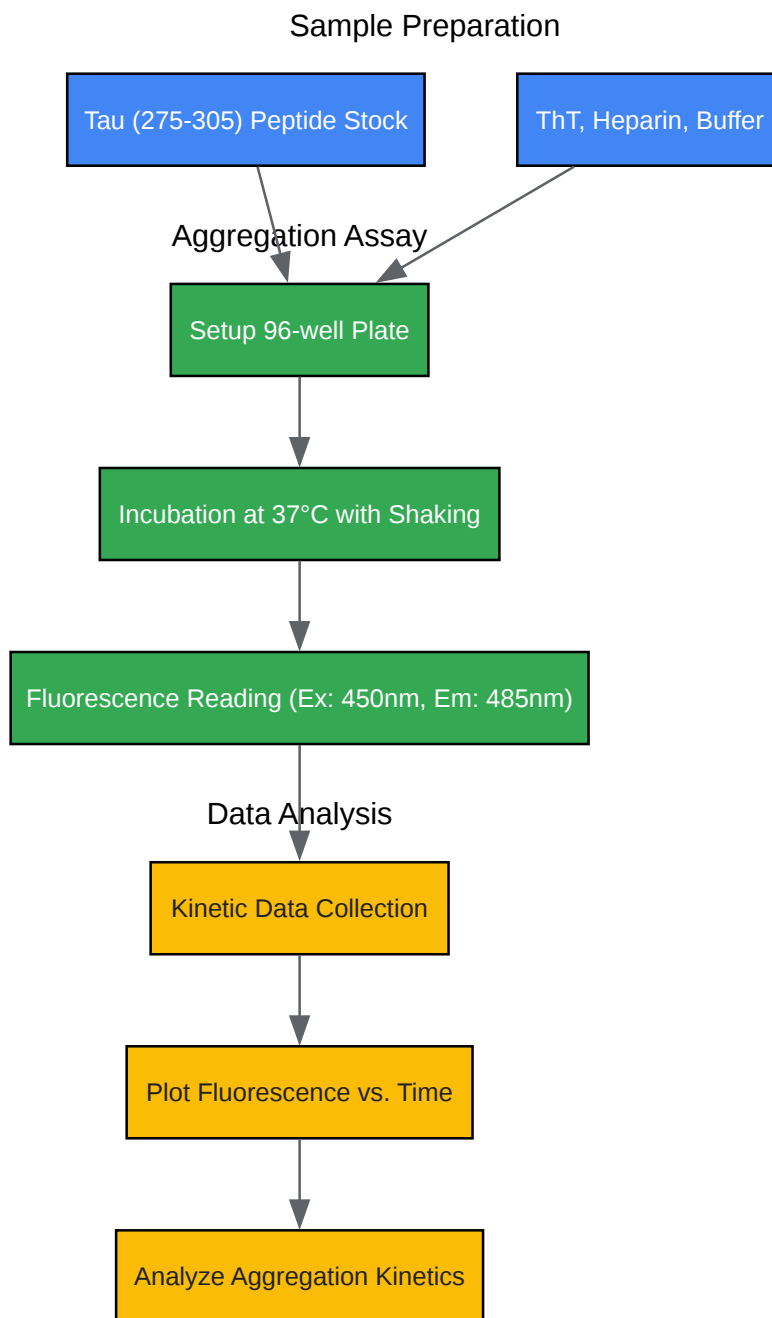 Sample Preparation
Tau (275-305) Peptide Stock
ThT, Heparin, Buffer
Aggregation Assay
Setup 96-well Plate
Incubation at 37°C with Shaking
Fluorescence Reading (Ex: 450nm, Em: 485nm)
Data Analysis
Kinetic Data Collection
Plot Fluorescence vs. Time
Analyze Aggregation Kinetics